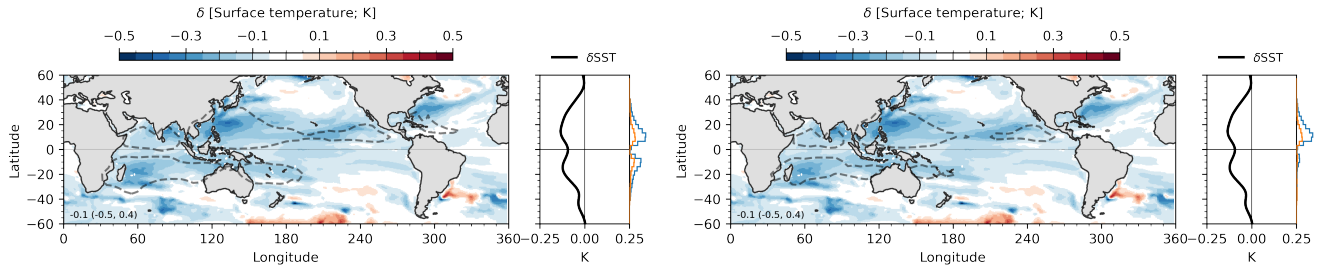 δ [Surface temperature; K]
−0.5 −0.3 −0.1 0.1 0.3 0.5
δSST
60
40
20
0
−20
−40
−60
Latitude
-0.1 (-0.5, 0.4)
0 60 120 180 240 300 360
Longitude
−0.25 0.00 0.25
K
δ [Surface temperature; K]
−0.5 −0.3 −0.1 0.1 0.3 0.5
δSST
60
40
20
0
−20
−40
−60
Latitude
-0.1 (-0.5, 0.4)
0 60 120 180 240 300 360
Longitude
−0.25 0.00 0.25
K